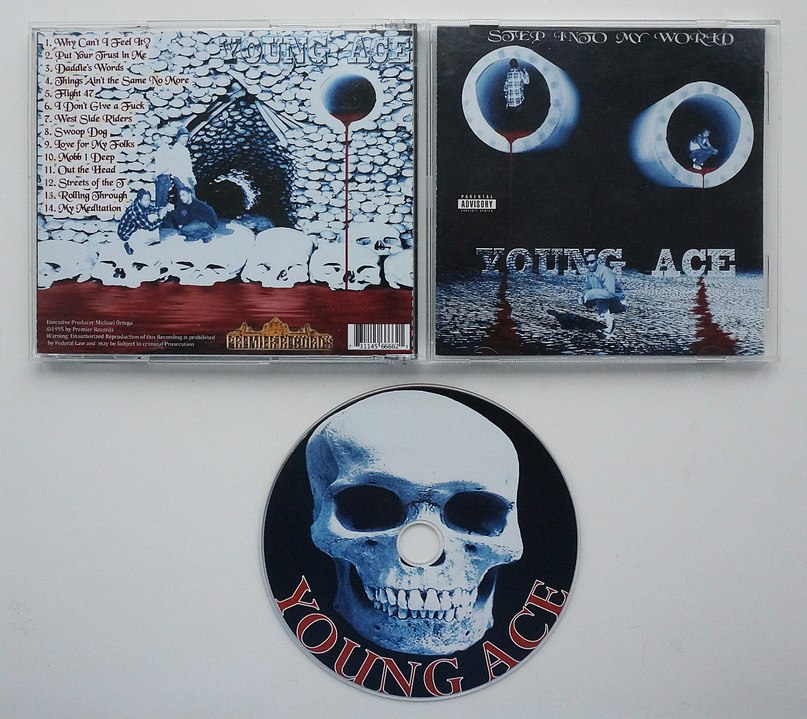 YOUNG ACE
1. Why Can't I Feel It?
2. Put Your Trust in Me
3. Daddie's Words
4. Things Ain't the Same No More
5. Flight 47
6. I Don't Give a Fuck
7. West Side Riders
8. Swoop Dog
9. Love for My Folks
10. Mobb 1 Deep
11. Out the Head
12. Streets of the T
13. Rolling Through
14. My Meditation
Executive Producer Michael Ortega
©1995 by Premier Records
Warning: Unauthorized Reproduction of this Recording is prohibited
by Federal Law and may be Subject to criminal Prosecution
PREMIER RECORDS
STEP INTO MY WORLD
PARENTAL
ADVISORY
EXPLICIT LYRICS
YOUNG ACE
YOUNG ACE